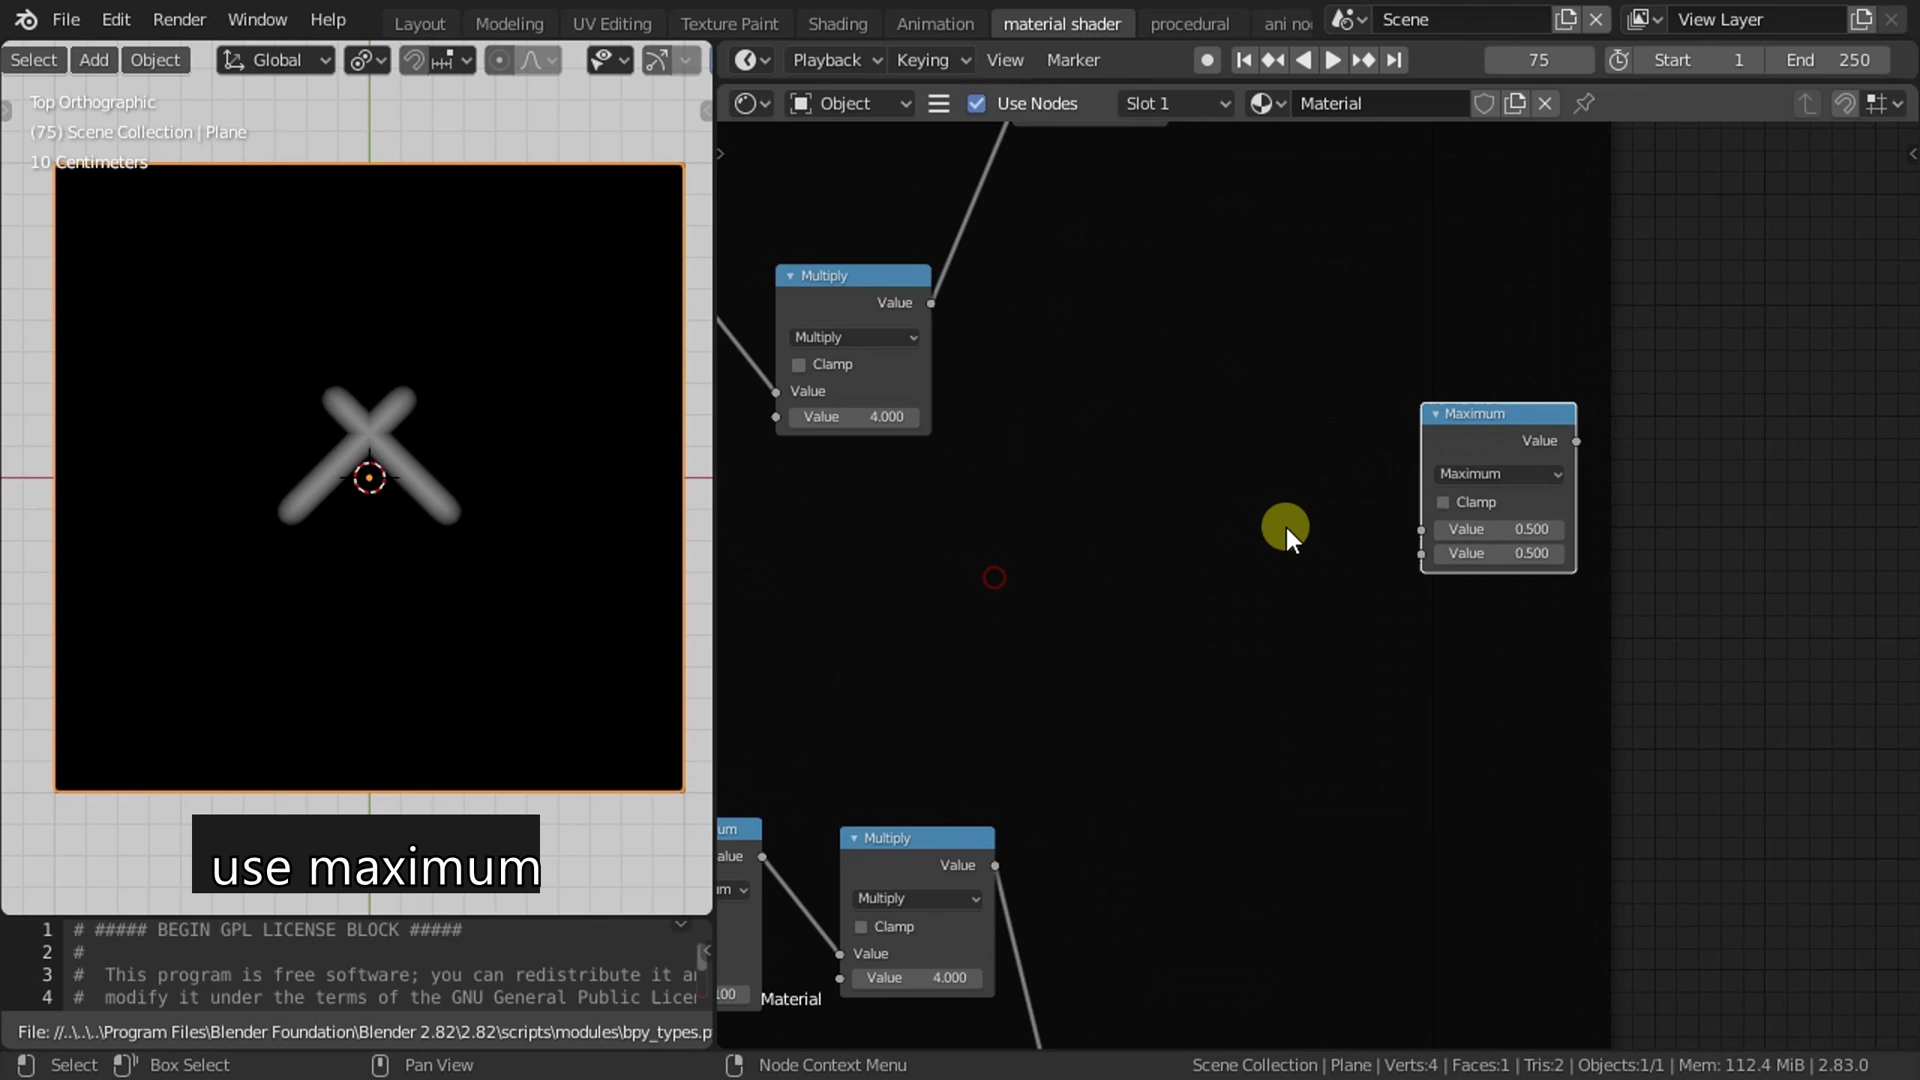 File Edit Render Window Help
Layout Modeling UV Editing Texture Paint Shading Animation material shader procedural ani no
Scene View Layer
Select Add Object Global
Playback Keying View Marker 75 Start 1 End 250
Object Use Nodes Slot 1 Material
Top Orthographic
(75) Scene Collection | Plane
10 Centimeters
Multiply
Value
Multiply
Clamp
Value
Value 4.000
Maximum
Value
Maximum
Clamp
Value 0.500
Value 0.500
um
alue
um
100
Multiply
Value
Multiply
Clamp
Value
Value 4.000
Material
use maximum
1 # ##### BEGIN GPL LICENSE BLOCK #####
2 #
3 #  This program is free software; you can redistribute it a
4 #  modify it under the terms of the GNU General Public Licen
File: //..\..\..\Program Files\Blender Foundation\Blender 2.82\2.82\scripts\modules\bpy_types.p
Select Box Select Pan View Node Context Menu Scene Collection | Plane | Verts:4 | Faces:1 | Tris:2 | Objects:1/1 | Mem: 112.4 MiB | 2.83.0